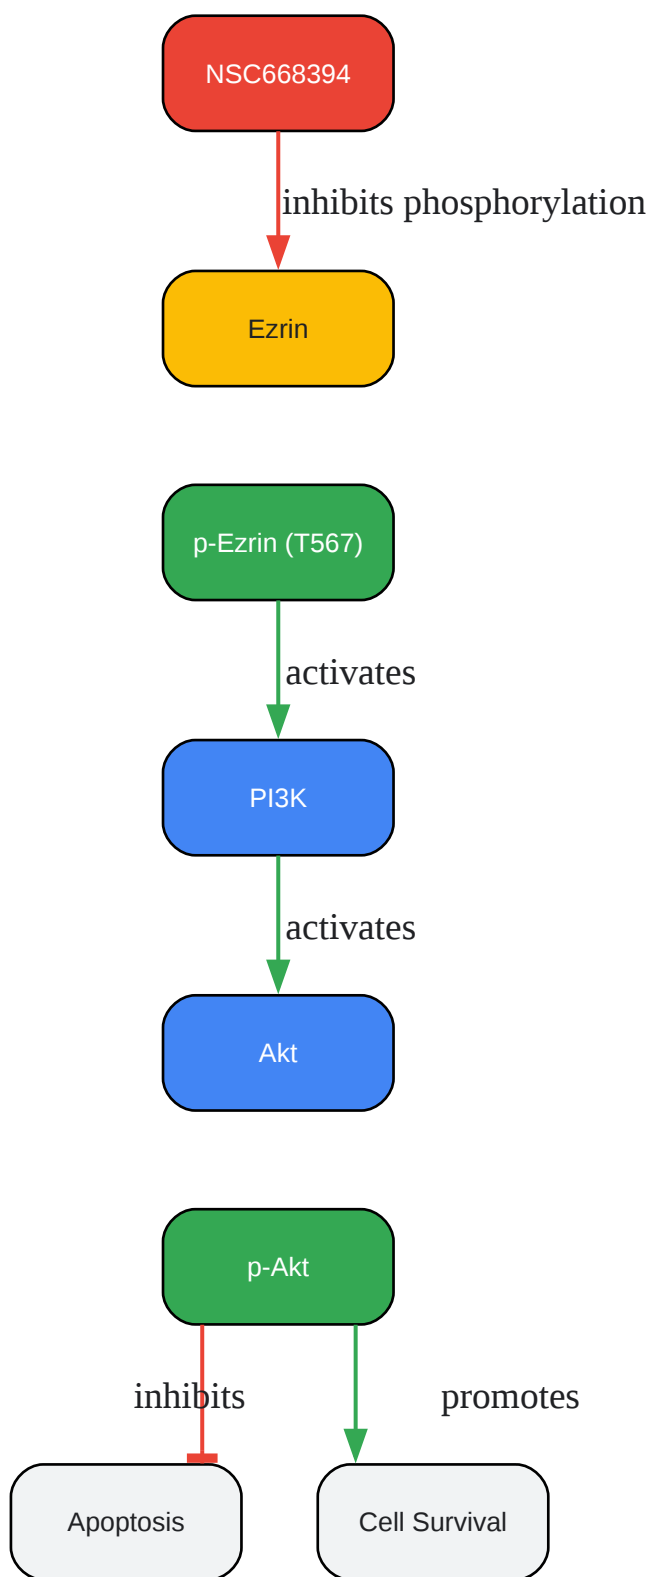 NSC668394
inhibits phosphorylation
Ezrin
p-Ezrin (T567)
activates
PI3K
activates
Akt
p-Akt
inhibits
promotes
Apoptosis
Cell Survival